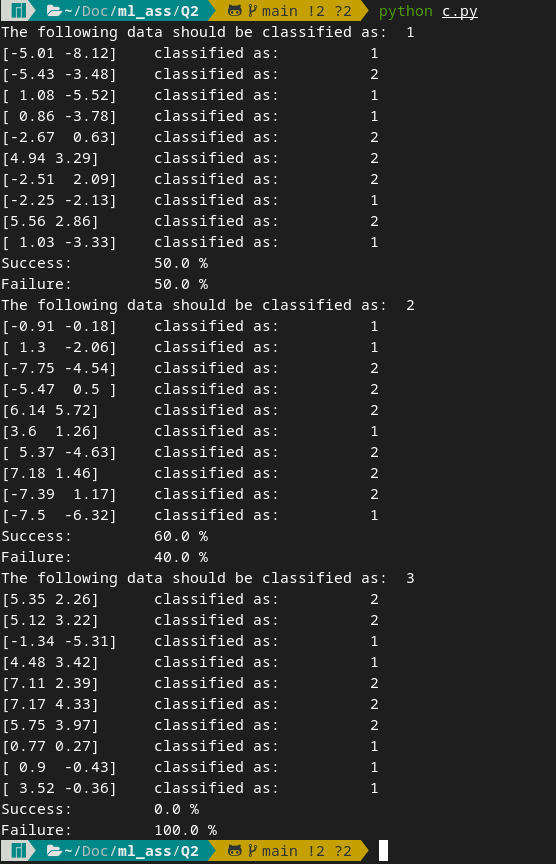 ~/Doc/ml_ass/Q2 main !2 ?2 python c.py
The following data should be classified as:  1
[-5.01 -8.12]    classified as:          1
[-5.43 -3.48]    classified as:          2
[ 1.08 -5.52]    classified as:          1
[ 0.86 -3.78]    classified as:          1
[-2.67  0.63]    classified as:          2
[4.94 3.29]      classified as:          2
[-2.51  2.09]    classified as:          2
[-2.25 -2.13]    classified as:          1
[5.56 2.86]      classified as:          2
[ 1.03 -3.33]    classified as:          1
Success:         50.0 %
Failure:         50.0 %
The following data should be classified as:  2
[-0.91 -0.18]    classified as:          1
[ 1.3  -2.06]    classified as:          1
[-7.75 -4.54]    classified as:          2
[-5.47  0.5 ]    classified as:          2
[6.14 5.72]      classified as:          2
[3.6  1.26]      classified as:          1
[ 5.37 -4.63]    classified as:          2
[7.18 1.46]      classified as:          2
[-7.39  1.17]    classified as:          2
[-7.5  -6.32]    classified as:          1
Success:         60.0 %
Failure:         40.0 %
The following data should be classified as:  3
[5.35 2.26]      classified as:          2
[5.12 3.22]      classified as:          2
[-1.34 -5.31]    classified as:          1
[4.48 3.42]      classified as:          1
[7.11 2.39]      classified as:          2
[7.17 4.33]      classified as:          2
[5.75 3.97]      classified as:          2
[0.77 0.27]      classified as:          1
[ 0.9  -0.43]    classified as:          1
[ 3.52 -0.36]    classified as:          1
Success:         0.0 %
Failure:         100.0 %
~/Doc/ml_ass/Q2 main !2 ?2